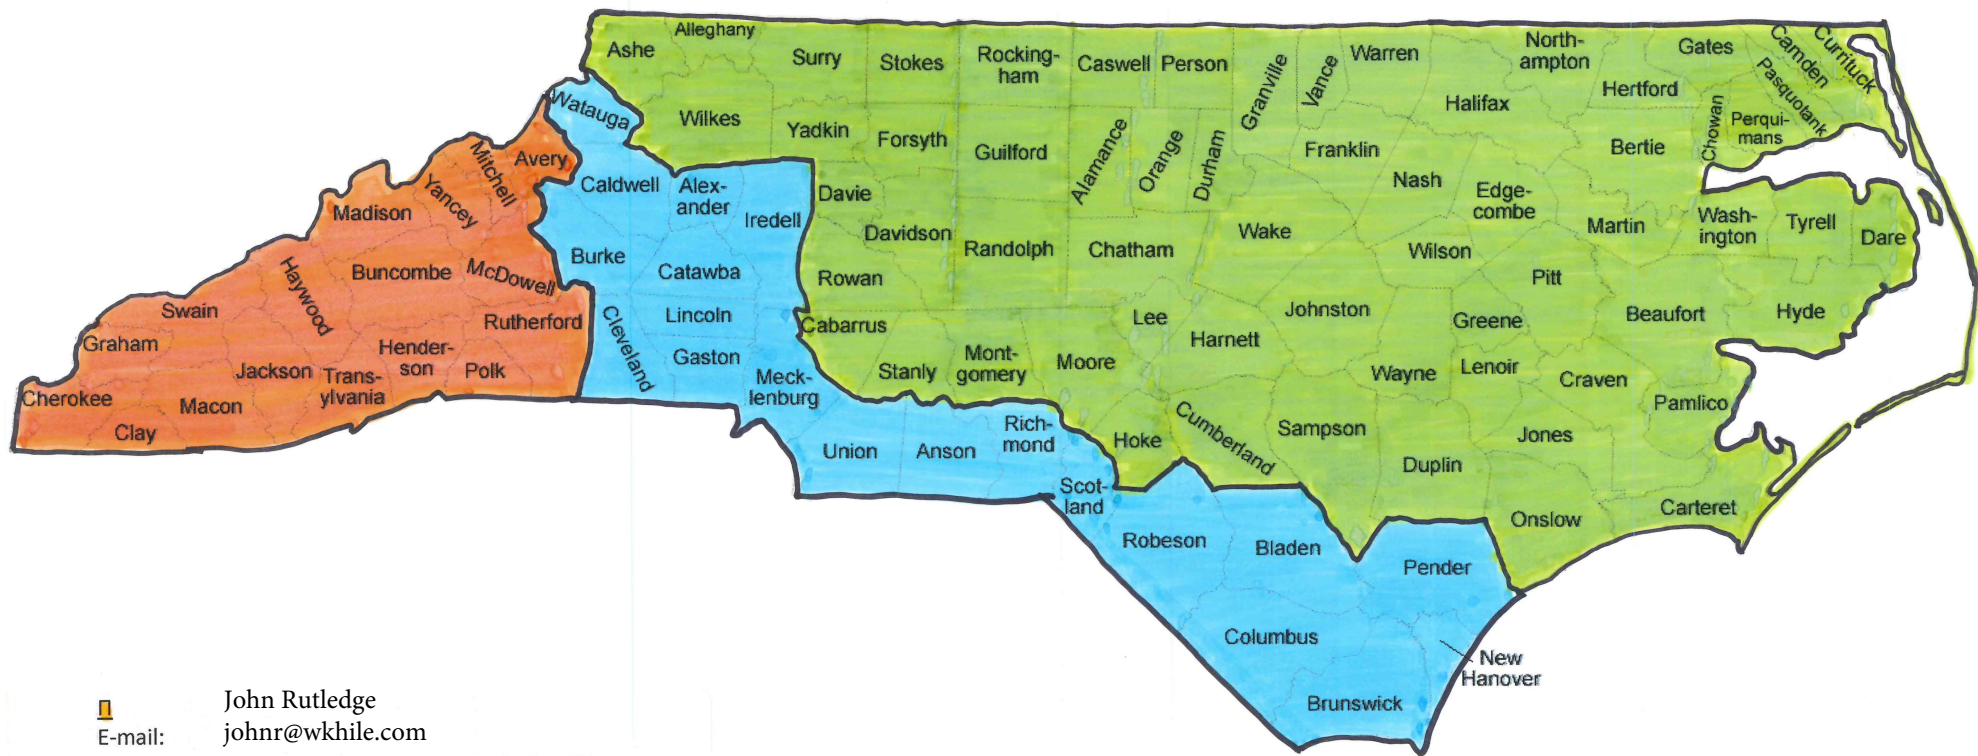 Alleghany
Ashe
Surry
Stokes
Rocking-
ham
Caswell
Person
Granville
Vance
Warren
North-
ampton
Gates
Camden
Currituck
Pasquotank
Hertford
Halifax
Watauga
Wilkes
Yadkin
Forsyth
Guilford
Alamance
Orange
Durham
Franklin
Nash
Edge-
combe
Bertie
Chowan
Perqui-
mans
Mitchell
Avery
Yancey
Madison
Caldwell
Alex-
ander
Iredell
Davie
Davidson
Randolph
Chatham
Wake
Wilson
Martin
Wash-
ington
Tyrell
Dare
Haywood
Buncombe
McDowell
Burke
Catawba
Rowan
Pitt
Swain
Rutherford
Cleveland
Lincoln
Cabarrus
Lee
Harnett
Johnston
Greene
Beaufort
Hyde
Graham
Jackson
Trans-
ylvania
Hender-
son
Polk
Gaston
Meck-
lenburg
Stanly
Mont-
gomery
Moore
Wayne
Lenoir
Craven
Pamlico
Cherokee
Macon
Clay
Union
Anson
Rich-
mond
Hoke
Cumberland
Sampson
Duplin
Jones
Scot-
land
Robeson
Bladen
Pender
Onslow
Carteret
Columbus
New
Hanover
Brunswick
John Rutledge
E-mail: johnr@wkhile.com